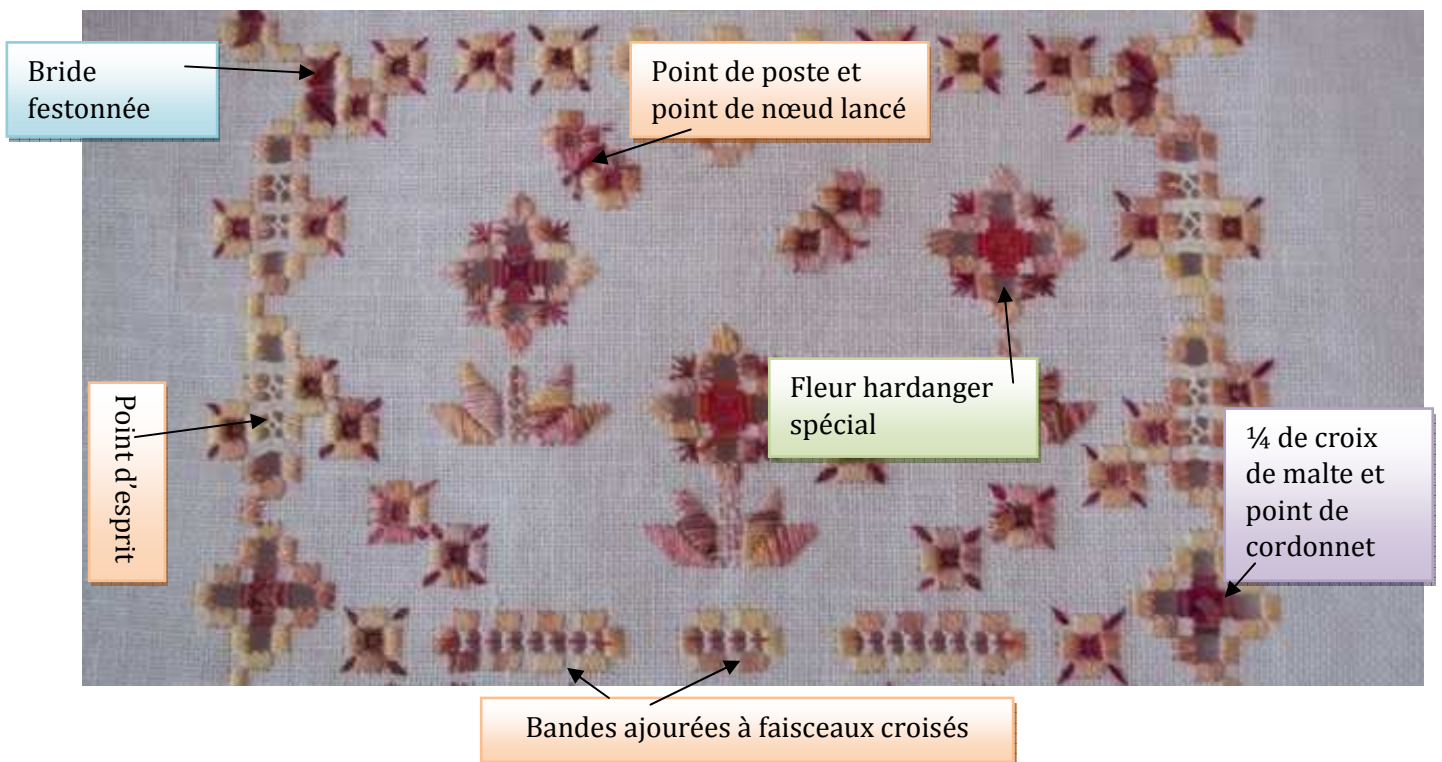 Bride
festonnée
Point de poste et
point de nœud lancé
Fleur hardanger
spécial
Point d'esprit
¼ de croix
de malte et
point de
cordonnet
Bandes ajourées à faisceaux croisés